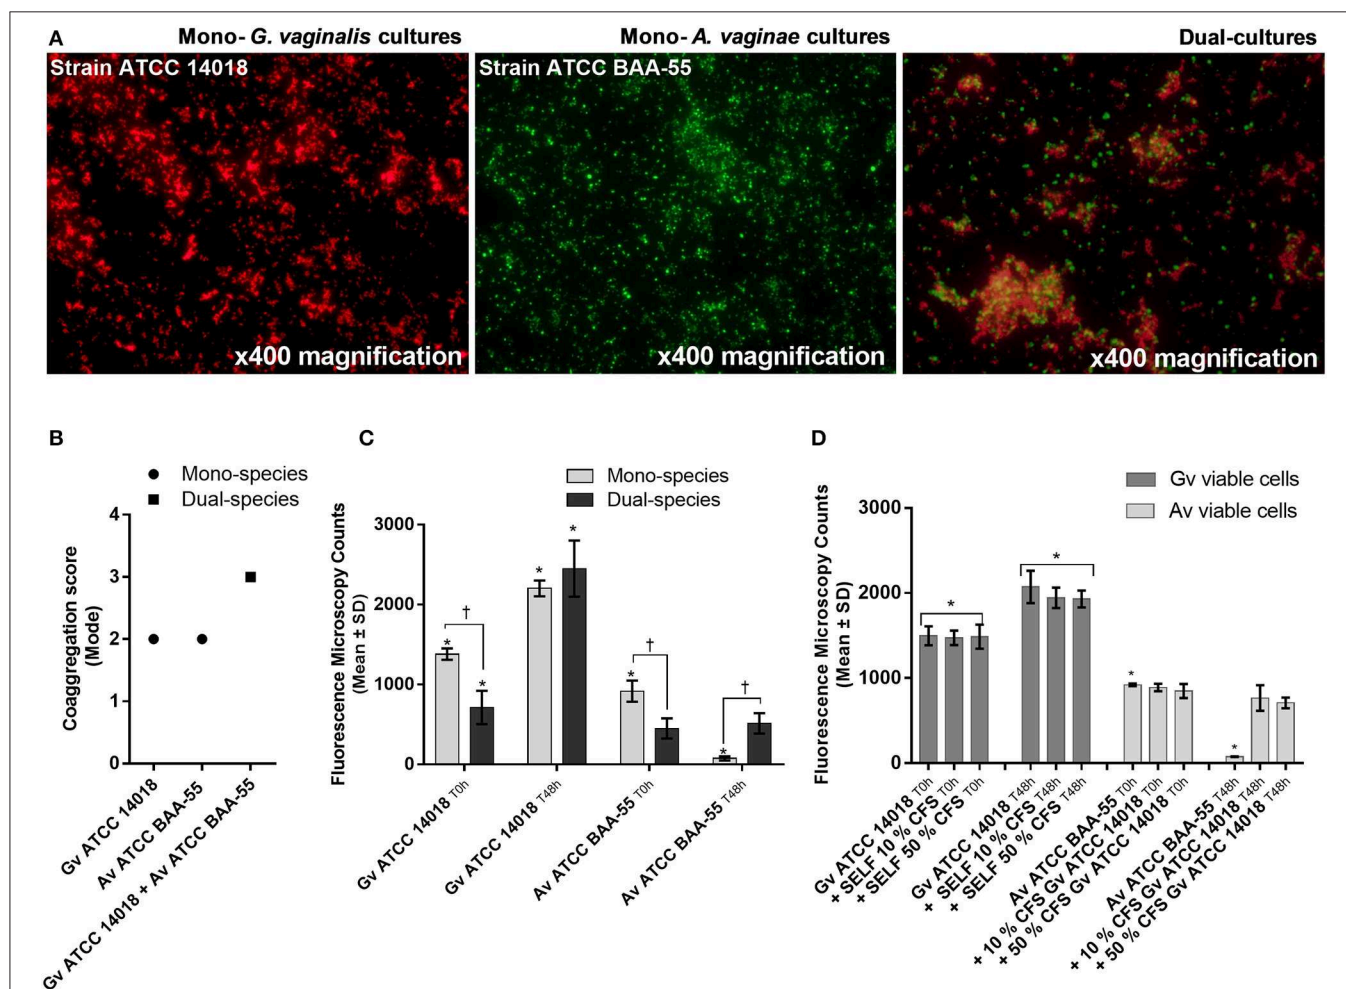 A
Mono- G. vaginalis cultures
Mono- A. vaginae cultures
Dual-cultures
Strain ATCC 14018
Strain ATCC BAA-55
x400 magnification
x400 magnification
x400 magnification
B
Mono-species
Dual-species
Coaggregation score
(Mode)
4
3
2
1
0
Gv ATCC 14018
Av ATCC BAA-55
Gv ATCC 14018 + Av ATCC BAA-55
C
Mono-species
Dual-species
Fluorescence Microscopy Counts
(Mean ± SD)
3000
2000
1000
0
* † *
* *
* †
* †
Gv ATCC 14018 T0h
Gv ATCC 14018 T48h
Av ATCC BAA-55 T0h
Av ATCC BAA-55 T48h
D
Gv viable cells
Av viable cells
Fluorescence Microscopy Counts
(Mean ± SD)
3000
2000
1000
0
*
*
*
*
Gv ATCC 14018 T0h
+ SELF 10 % CFS T0h
+ SELF 50 % CFS T0h
Gv ATCC 14018 T48h
+ SELF 10 % CFS T48h
+ SELF 50 % CFS T48h
Av ATCC BAA-55 T0h
+ 10 % CFS Gv ATCC 14018 T0h
+ 50 % CFS Gv ATCC 14018 T0h
Av ATCC BAA-55 T48h
+ 10 % CFS Gv ATCC 14018 T48h
+ 50 % CFS Gv ATCC 14018 T48h